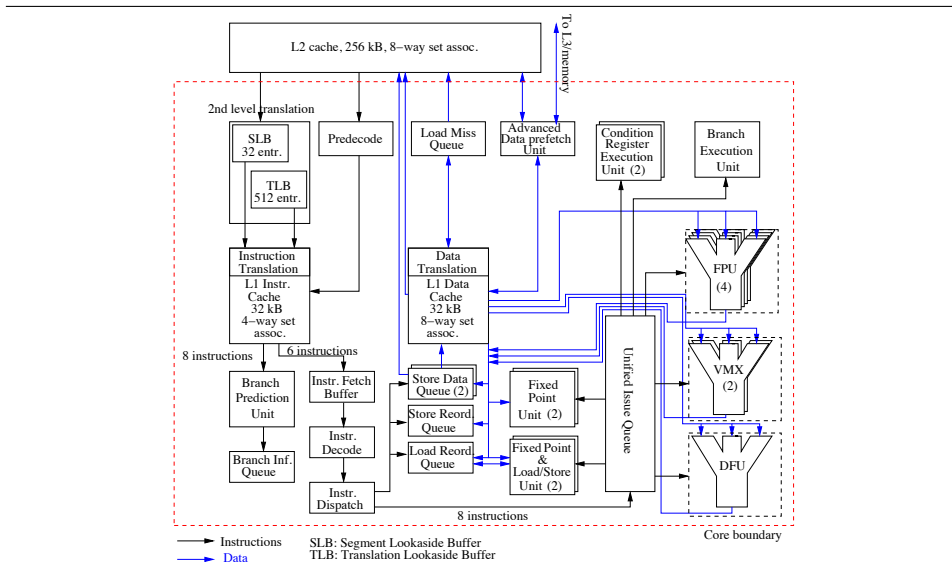 L2 cache, 256 kB, 8−way set assoc.
To L3/memory
2nd level translation
SLB
32 entr.
TLB
512 entr.
Predecode
Load Miss
Queue
Advanced
Data prefetch
Unit
Condition
Register
Execution
Unit (2)
Branch
Execution
Unit
Instruction
Translation
L1 Instr.
Cache
32 kB
4−way set
assoc.
Data
Translation
L1 Data
Cache
32 kB
8−way set
assoc.
FPU
(4)
8 instructions
6 instructions
Branch
Prediction
Unit
Branch Inf.
Queue
Instr. Fetch
Buffer
Instr.
Decode
Instr.
Dispatch
Store Data
Queue (2)
Store Reord.
Queue
Load Reord.
Queue
Fixed
Point
Unit (2)
Fixed Point
&
Load/Store
Unit (2)
Unified Issue Queue
VMX
(2)
DFU
8 instructions
Core boundary
Instructions
Data
SLB: Segment Lookaside Buffer
TLB: Translation Lookaside Buffer